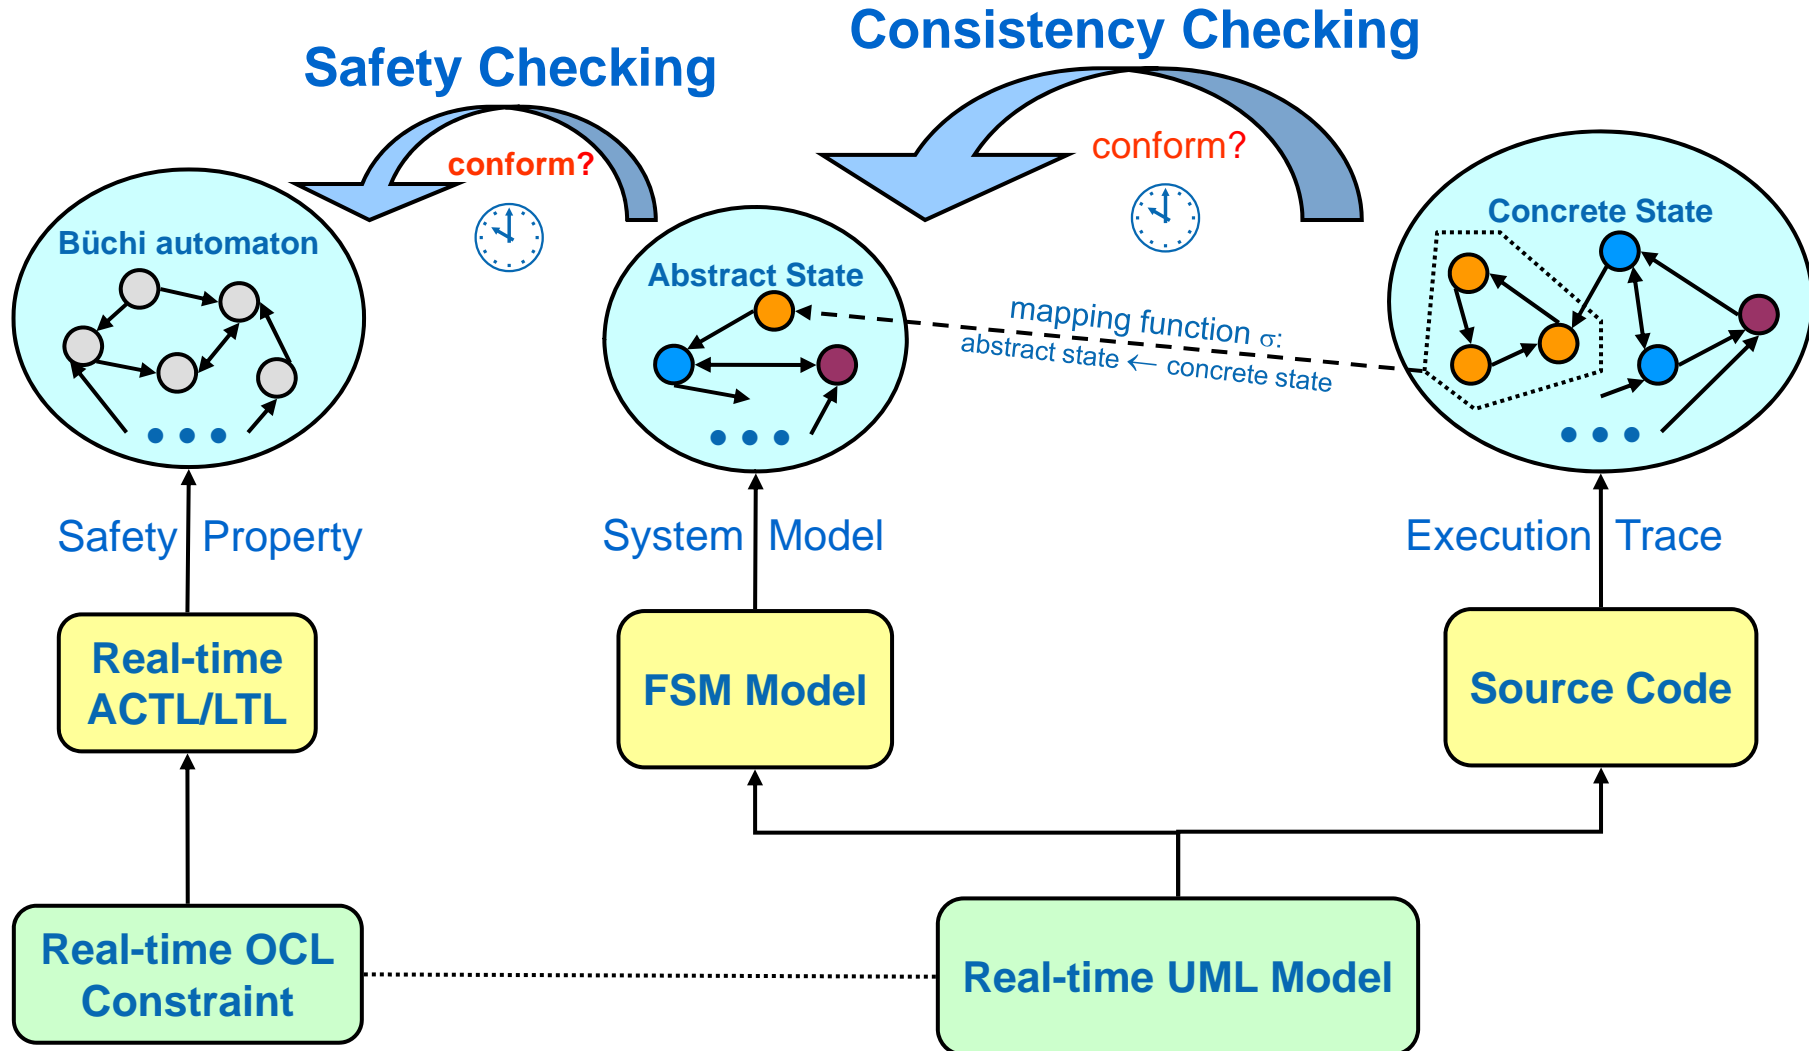 Consistency Checking
Safety Checking
conform?
conform?
Büchi automaton
Abstract State
Concrete State
mapping function σ:
abstract state ← concrete state
Safety Property
System Model
Execution Trace
Real-time
ACTL/LTL
FSM Model
Source Code
Real-time OCL
Constraint
Real-time UML Model